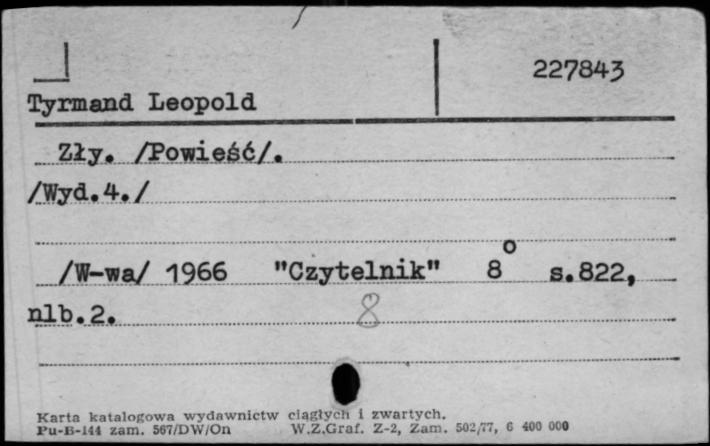 227843
Tyrmand Leopold
Zły. /Powieść/.
/Wyd.4./
/W-wa/ 1966 "Czytelnik" 8° s.822,
nlb.2.
8
Karta katalogowa wydawnictw ciągłych i zwartych.
Pu-B-144 zam. 567/DW/On W.Z.Graf. Z-2, Zam. 502/77, 6 400 000